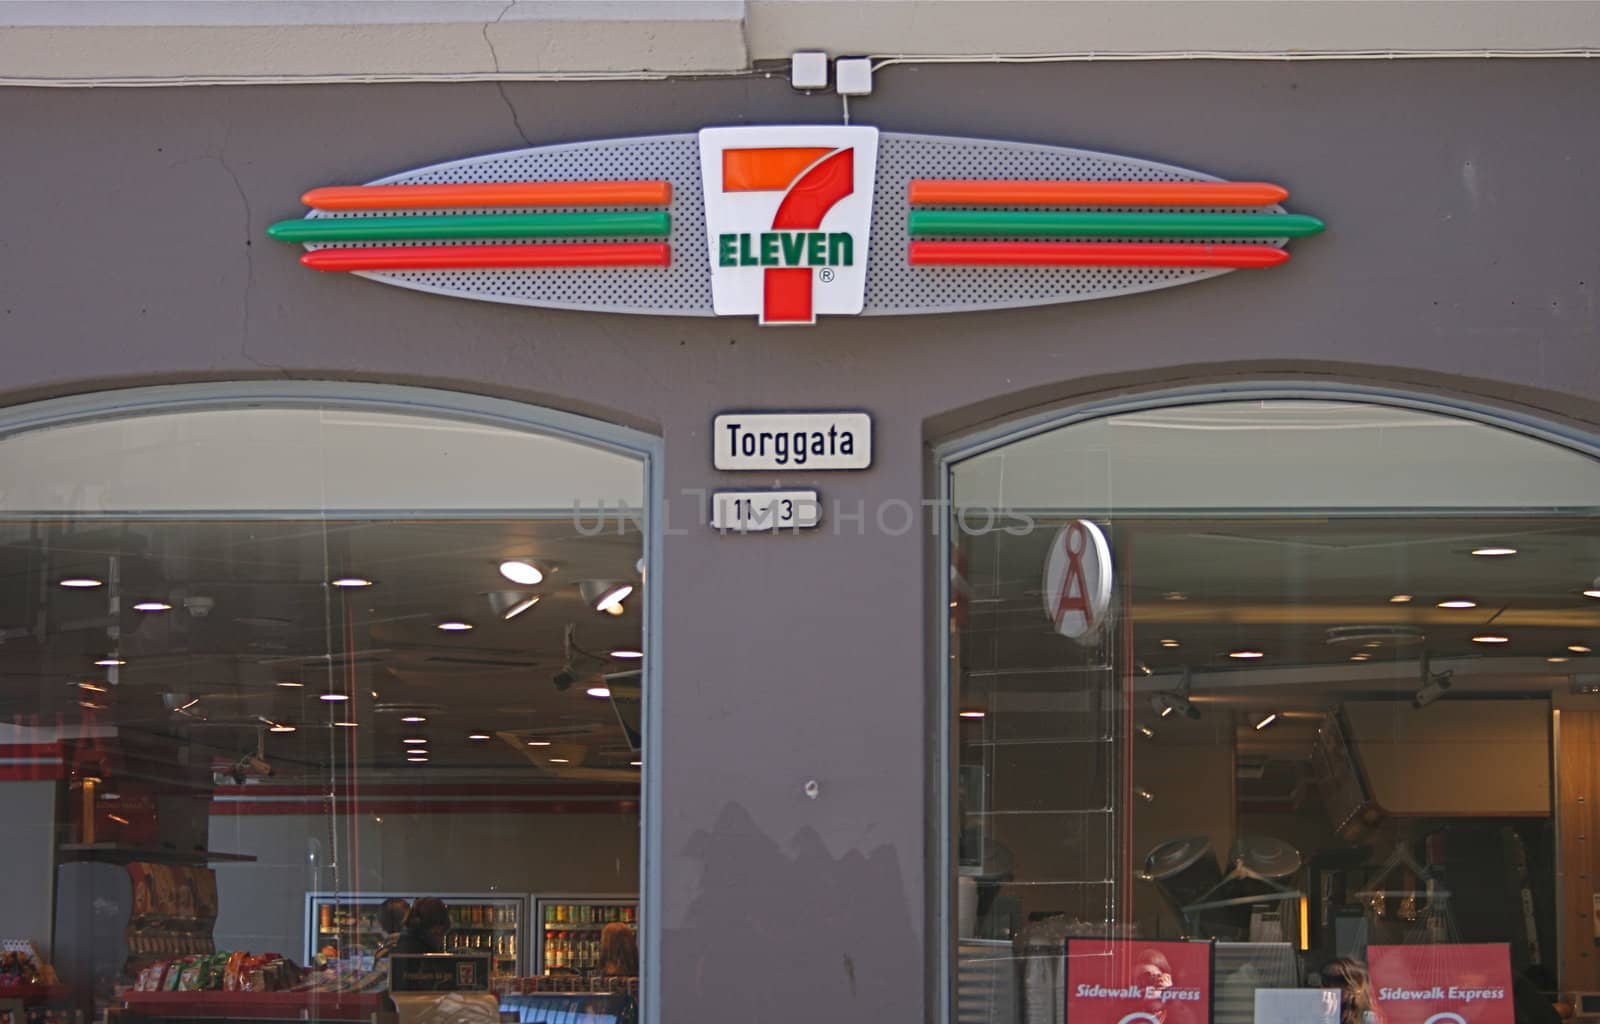 7
ELEVEN
®
Torggata
11 - 3
UNLIMPHOTOS
Å
Sidewalk Express
Sidewalk Express